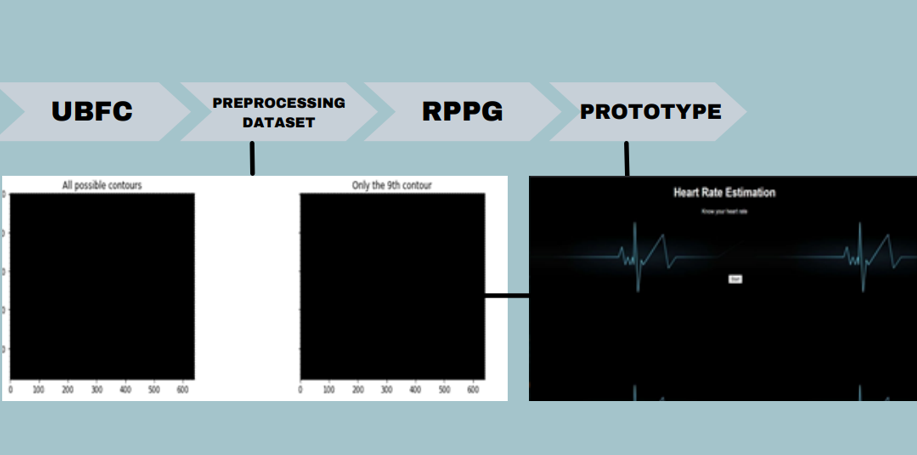 UBFC
PREPROCESSING
DATASET
RPPG
PROTOTYPE
All possible contours
Only the 9th contour
0 100 200 300 400 500 600
0 100 200 300 400 500 600
Heart Rate Estimation
Know your heart rate